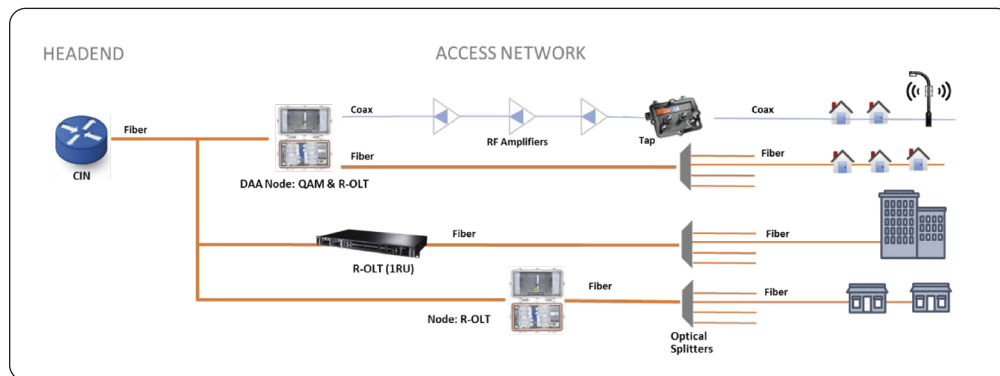 HEADEND
ACCESS NETWORK
Fiber
CIN
Coax
RF Amplifiers
Tap
Coax
Fiber
Fiber
DAA Node: QAM & R-OLT
Fiber
Fiber
R-OLT (1RU)
Fiber
Fiber
Node: R-OLT
Optical
Splitters